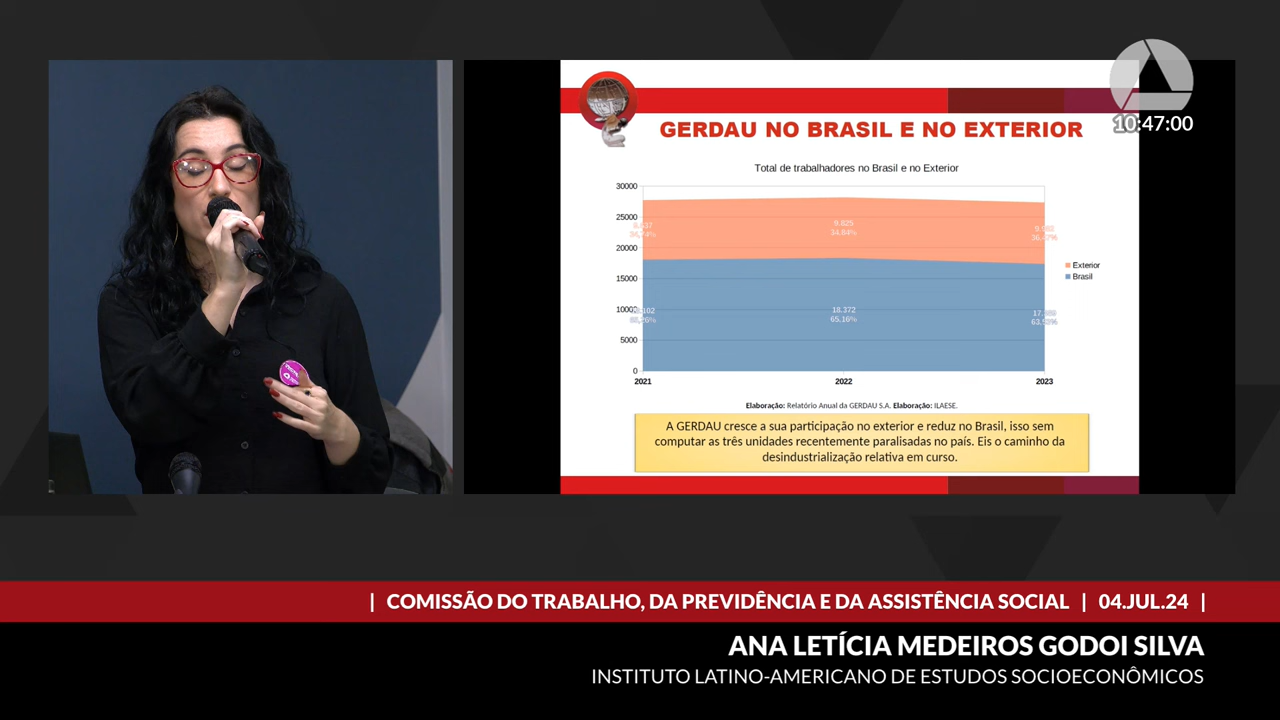 10:47:00
GERDAU NO BRASIL E NO EXTERIOR
Total de trabalhadores no Brasil e no Exterior
30000
25000
20000
15000
5000
0
9.825
34,84%
18.372
65,16%
2021
2022
2023
Exterior
Brasil
Elaboração: Relatório Anual da GERDAU S.A. Elaboração: ILAESE.
A GERDAU cresce a sua participação no exterior e reduz no Brasil, isso sem
computar as três unidades recentemente paralisadas no país. Eis o caminho da
desindustrialização relativa em curso.
| COMISSÃO DO TRABALHO, DA PREVIDÊNCIA E DA ASSISTÊNCIA SOCIAL | 04.JUL.24 |
ANA LETÍCIA MEDEIROS GODOI SILVA
INSTITUTO LATINO-AMERICANO DE ESTUDOS SOCIOECONÔMICOS